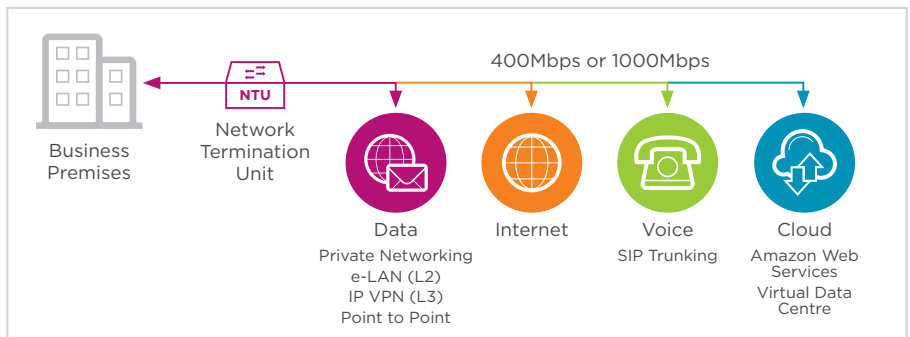 400Mbps or 1000Mbps
NTU
Business
Premises
Network
Termination
Unit
Data
Private Networking
e-LAN (L2)
IP VPN (L3)
Point to Point
Internet
Voice
SIP Trunking
Cloud
Amazon Web
Services
Virtual Data
Centre